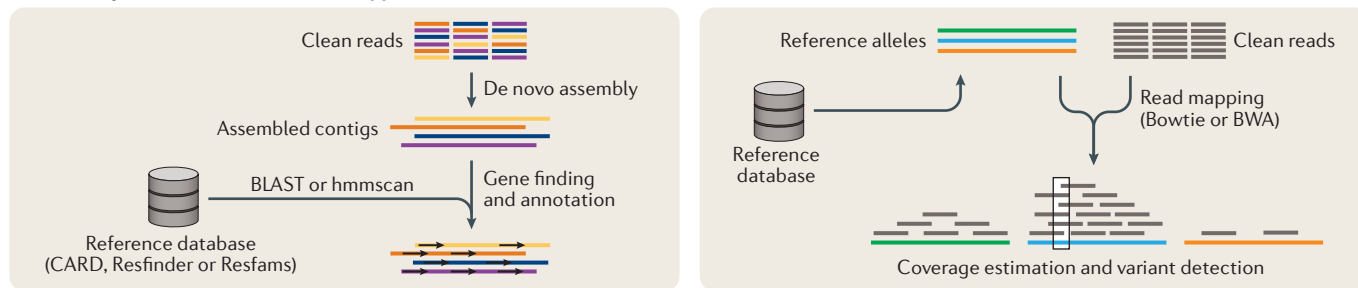 Clean reads
De novo assembly
Assembled contigs
BLAST or hmmscan
Gene finding
and annotation
Reference database
(CARD, Resfinder or Resfams)
Reference alleles
Clean reads
Read mapping
(Bowtie or BWA)
Reference
database
Coverage estimation and variant detection